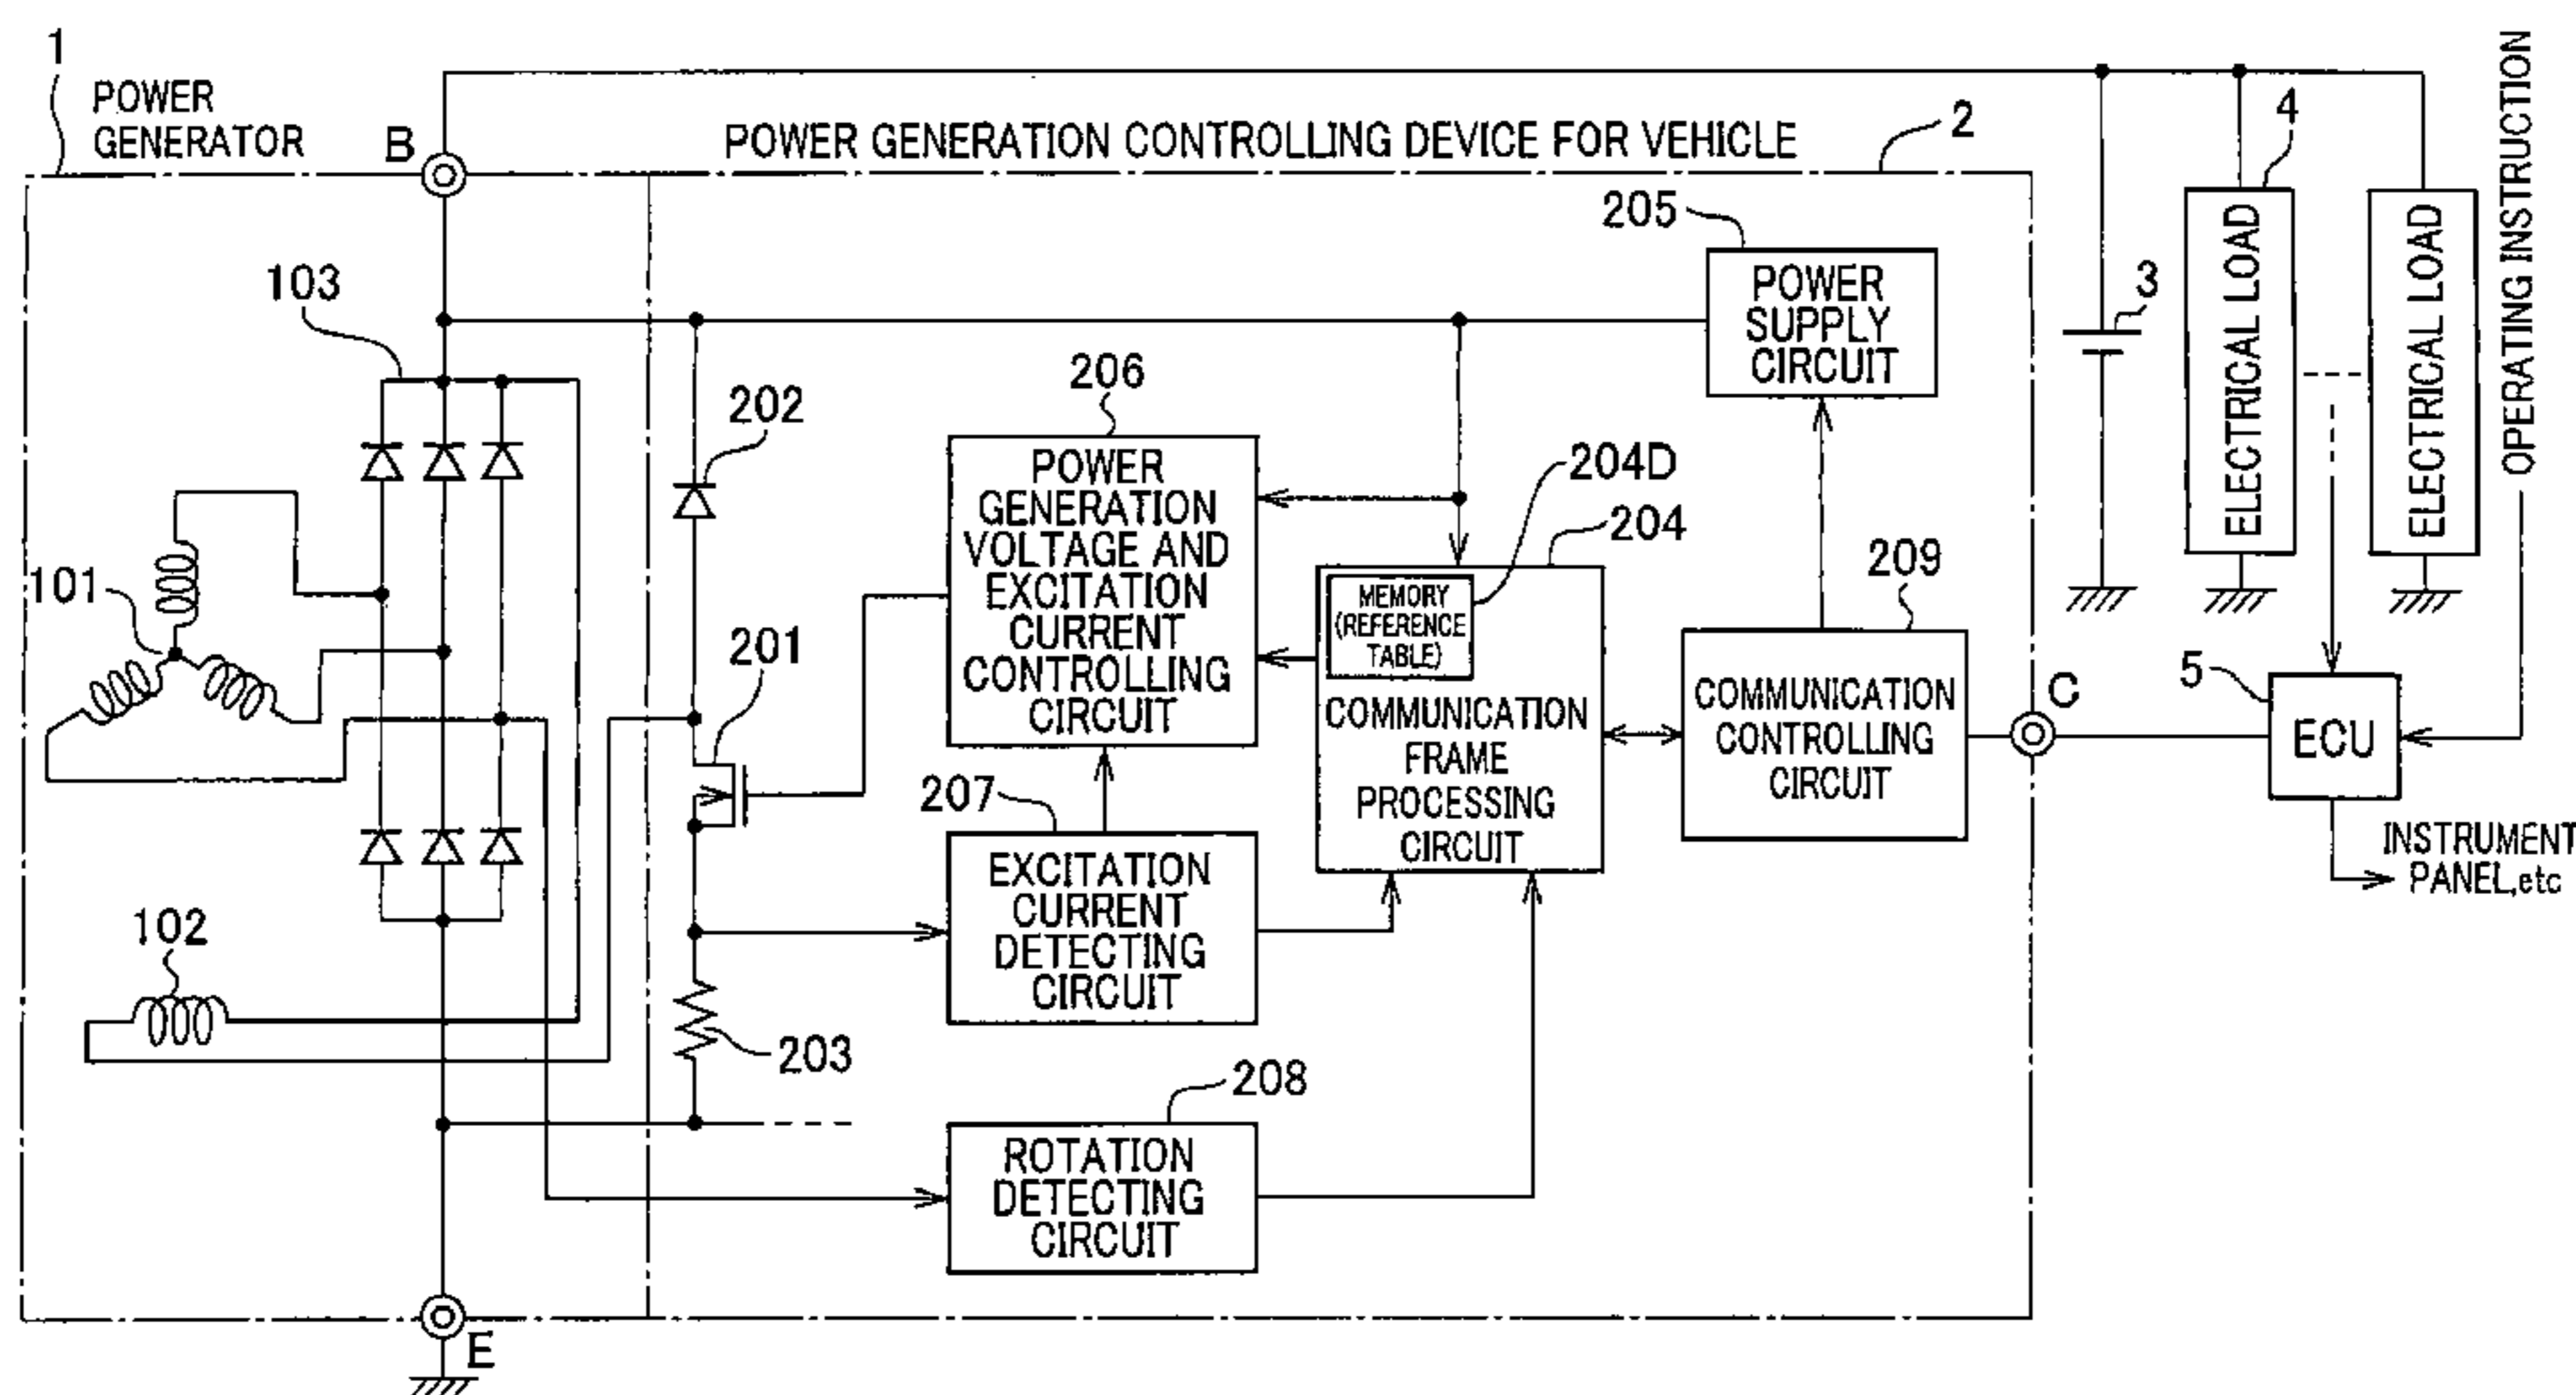 1
POWER
GENERATOR
B
POWER GENERATION CONTROLLING DEVICE FOR VEHICLE
2
103
202
206
POWER
GENERATION
VOLTAGE AND
EXCITATION
CURRENT
CONTROLLING
CIRCUIT
205
POWER
SUPPLY
CIRCUIT
204D
204
MEMORY
(REFERENCE
TABLE)
COMMUNICATION
FRAME
PROCESSING
CIRCUIT
209
COMMUNICATION
CONTROLLING
CIRCUIT
3
4
ELECTRICAL LOAD
ELECTRICAL LOAD
OPERATING INSTRUCTION
101
201
207
EXCITATION
CURRENT
DETECTING
CIRCUIT
C
5
ECU
INSTRUMENT
PANEL,etc
102
203
208
ROTATION
DETECTING
CIRCUIT
E